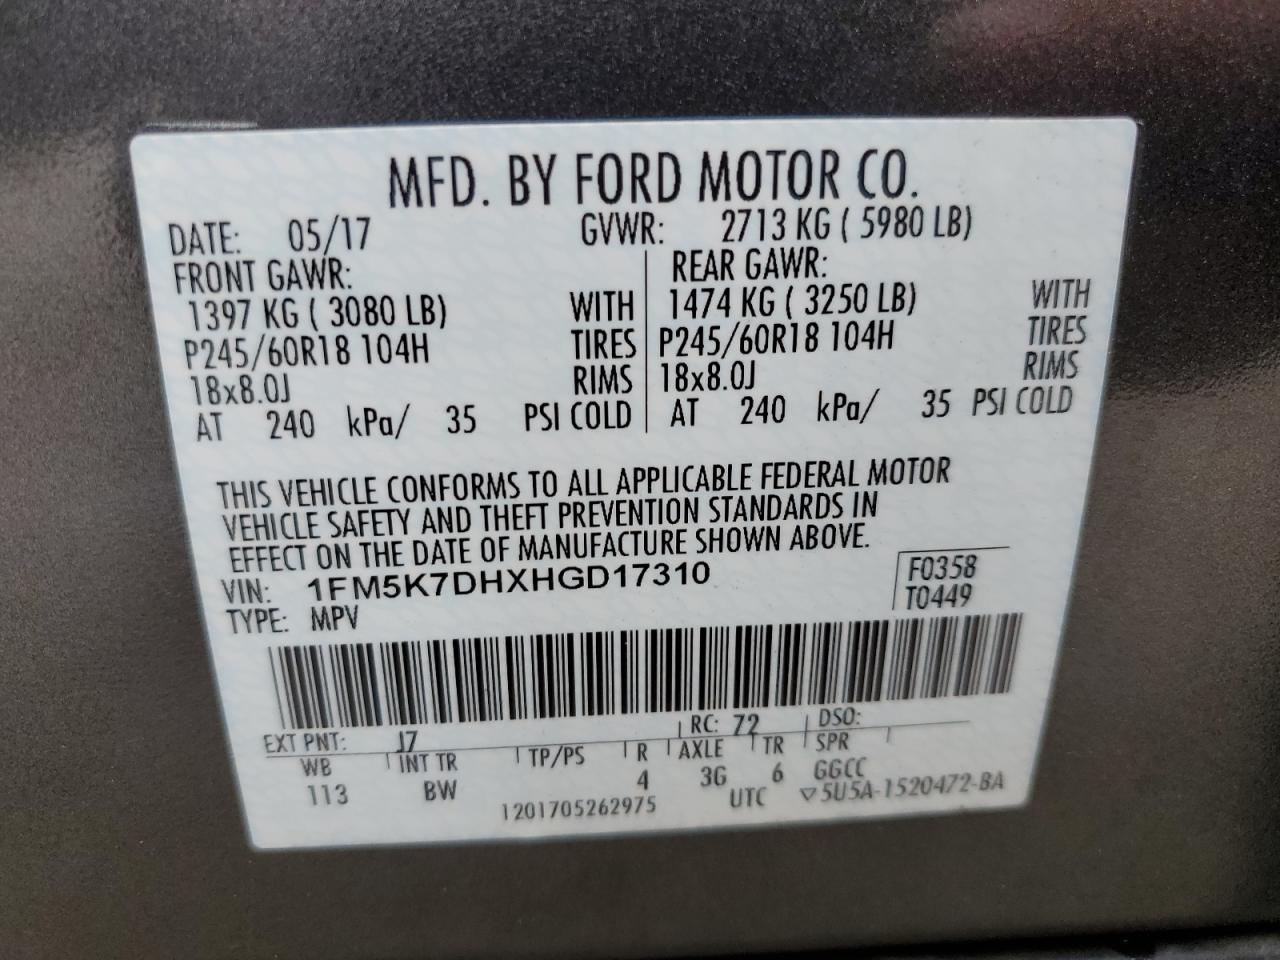 MFD. BY FORD MOTOR CO.
DATE: 05/17 GVWR: 2713 KG ( 5980 LB)
FRONT GAWR: REAR GAWR:
1397 KG ( 3080 LB) WITH 1474 KG ( 3250 LB) WITH
P245/60R18 104H TIRES P245/60R18 104H TIRES
18x8.0J RIMS 18x8.0J RIMS
AT 240 kPa/ 35 PSI COLD AT 240 kPa/ 35 PSI COLD
THIS VEHICLE CONFORMS TO ALL APPLICABLE FEDERAL MOTOR
VEHICLE SAFETY AND THEFT PREVENTION STANDARDS IN
EFFECT ON THE DATE OF MANUFACTURE SHOWN ABOVE.
VIN: 1FM5K7DHXHGD17310 F0358
TYPE: MPV T0449
EXT PNT: J7 RC: 72 DSO:
WB INT TR TP/PS R AXLE TR SPR
113 BW 4 3G 6 GGCC
1201705262975 UTC ▽5U5A-1520472-BA